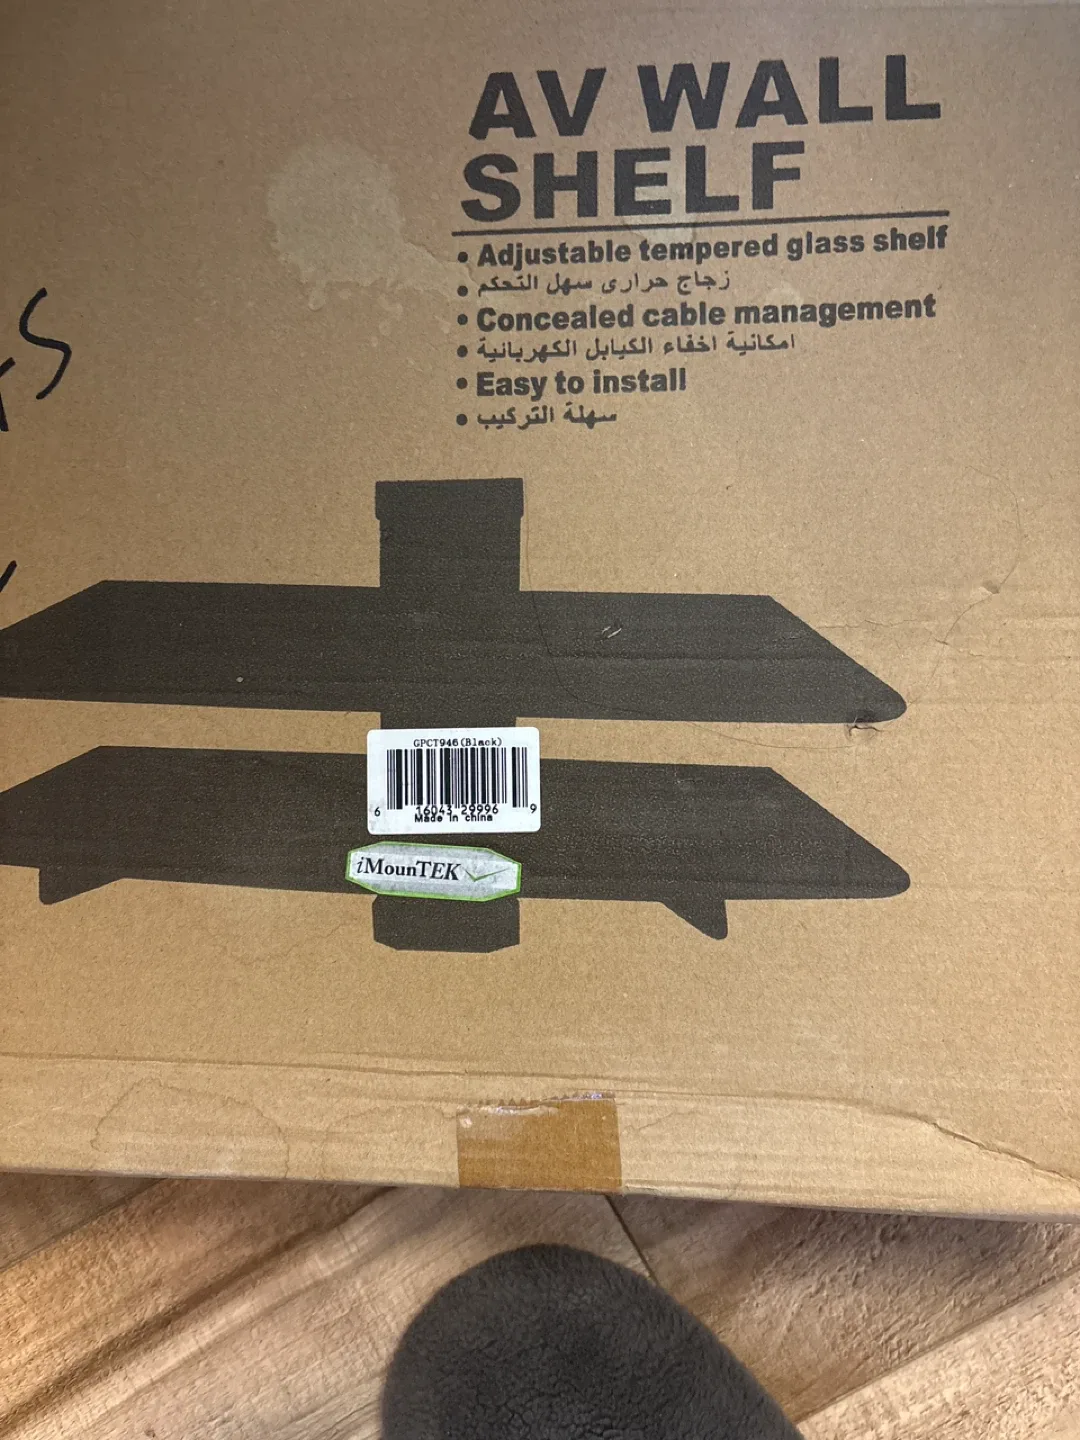 AV WALL
SHELF
• Adjustable tempered glass shelf
• زجاج حرارى سهل التحكم
• Concealed cable management
• امكانية اخفاء الكيابل الكهربائية
• Easy to install
• سهلة التركيب
GPCT946(Black)
6 16043 29996 9
Made in china
iMounTEK